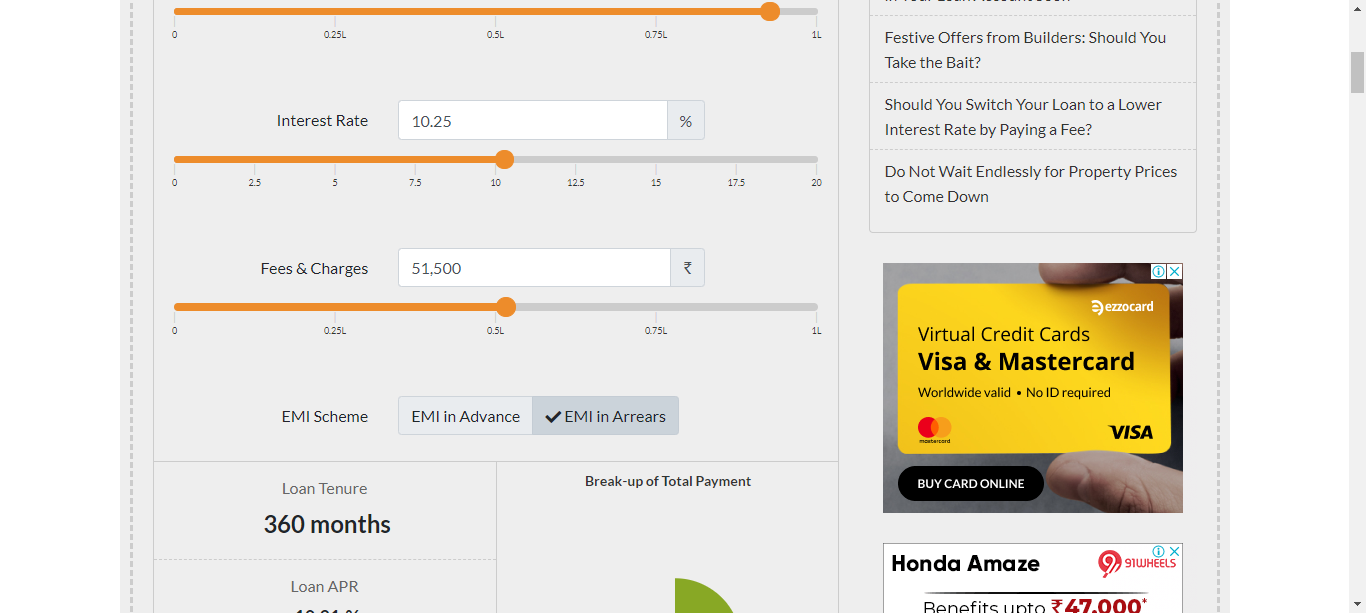 0 0.25L 0.5L 0.75L 1L
Interest Rate 10.25 %
0 2.5 5 7.5 10 12.5 15 17.5 20
Fees & Charges 51,500 ₹
0 0.25L 0.5L 0.75L 1L
EMI Scheme EMI in Advance EMI in Arrears
Loan Tenure
360 months
Loan APR
Break-up of Total Payment
Festive Offers from Builders: Should You
Take the Bait?
Should You Switch Your Loan to a Lower
Interest Rate by Paying a Fee?
Do Not Wait Endlessly for Property Prices
to Come Down
ezzocard
Virtual Credit Cards
Visa & Mastercard
Worldwide valid • No ID required
mastercard
VISA
BUY CARD ONLINE
Honda Amaze
91WHEELS
Benefits upto ₹47,000*